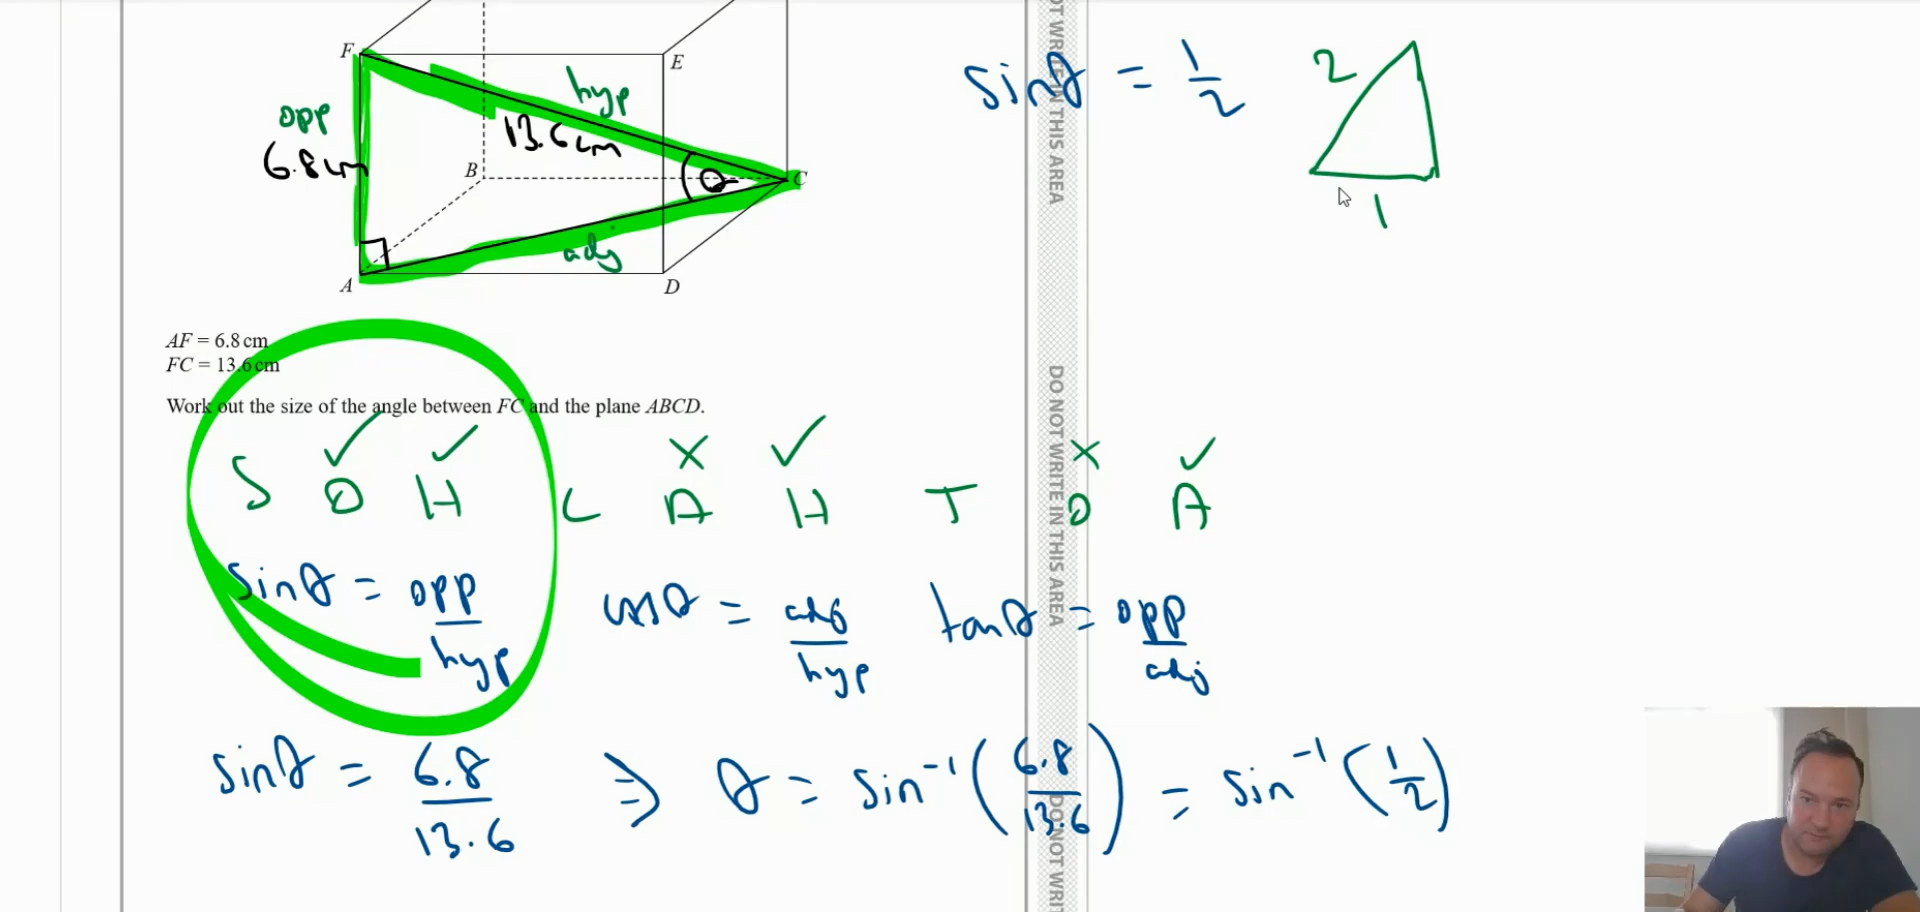 F
E
B
C
A
D
opp
6.8cm
hyp
13.6cm
θ
adj
sinθ = 1/2
2
1
AF = 6.8 cm
FC = 13.6 cm
Work out the size of the angle between FC and the plane ABCD.
S O H C A H T O A
sinθ = opp/hyp cosθ = adj/hyp tanθ = opp/adj
sinθ = 6.8/13.6 ⇒ θ = sin⁻¹(6.8/13.6) = sin⁻¹(1/2)
OT WRITE IN THIS AREA
DO NOT WRITE IN THIS AREA
DO NOT WRIT